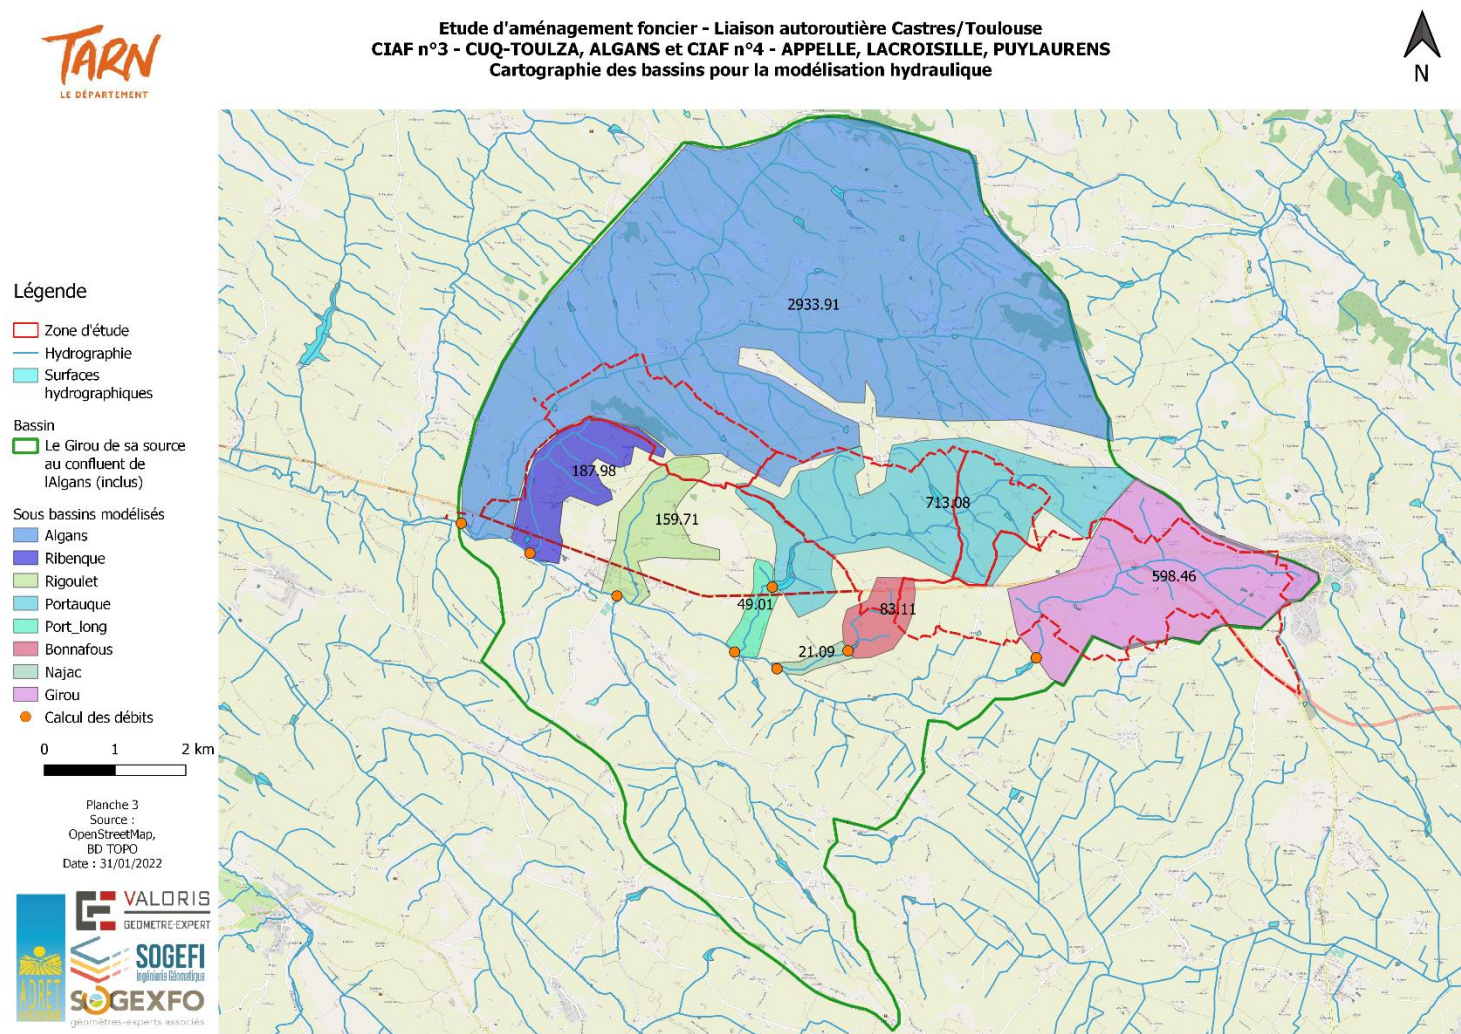 TARN
LE DÉPARTEMENT
Etude d'aménagement foncier - Liaison autoroutière Castres/Toulouse
CIAF n°3 - CUQ-TOULZA, ALGANS et CIAF n°4 - APPELLE, LACROISILLE, PUYLAURENS
Cartographie des bassins pour la modélisation hydraulique
N
Légende
Zone d'étude
Hydrographie
Surfaces
hydrographiques
Bassin
Le Girou de sa source
au confluent de
lAlgans (inclus)
Sous bassins modélisés
Algans
Ribenque
Rigoulet
Portauque
Port_long
Bonnafous
Najac
Girou
Calcul des débits
0 1 2 km
Planche 3
Source :
OpenStreetMap,
BD TOPO
Date : 31/01/2022
VALORIS
GEOMETRE-EXPERT
SOGEFI
Ingénierie Géomatique
ADRET
SOGEXFO
géomètres-experts associés
2933.91
187.98
159.71
713.08
598.46
49.01
83.11
21.09